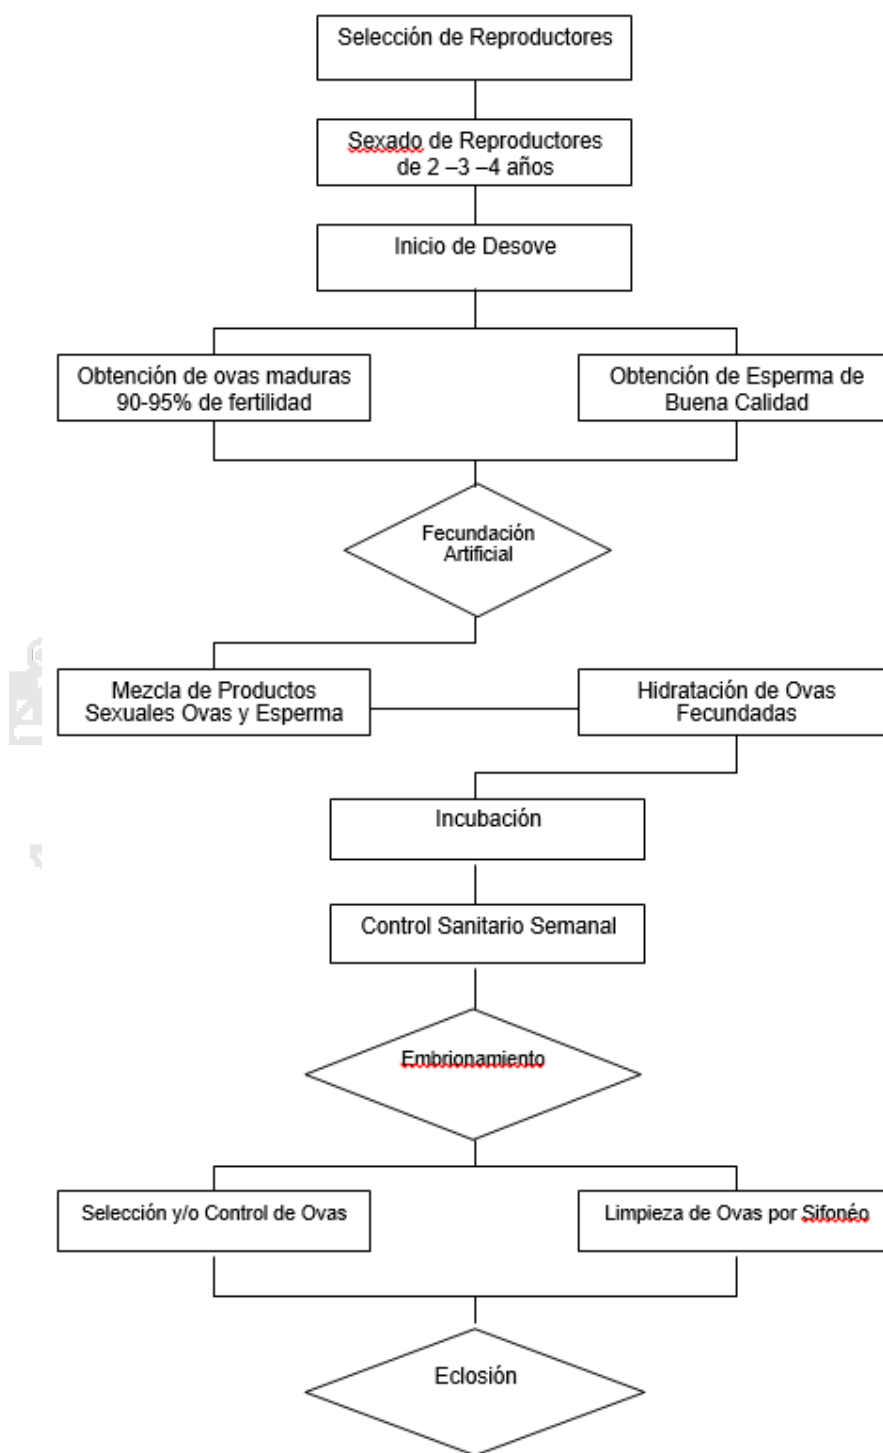 Selección de Reproductores
Sexado de Reproductores
de 2 –3 –4 años
Inicio de Desove
Obtención de ovas maduras
90-95% de fertilidad
Obtención de Esperma de
Buena Calidad
Fecundación
Artificial
Mezcla de Productos
Sexuales Ovas y Esperma
Hidratación de Ovas
Fecundadas
Incubación
Control Sanitario Semanal
Embrionamiento
Selección y/o Control de Ovas
Limpieza de Ovas por Sifonéo
Eclosión